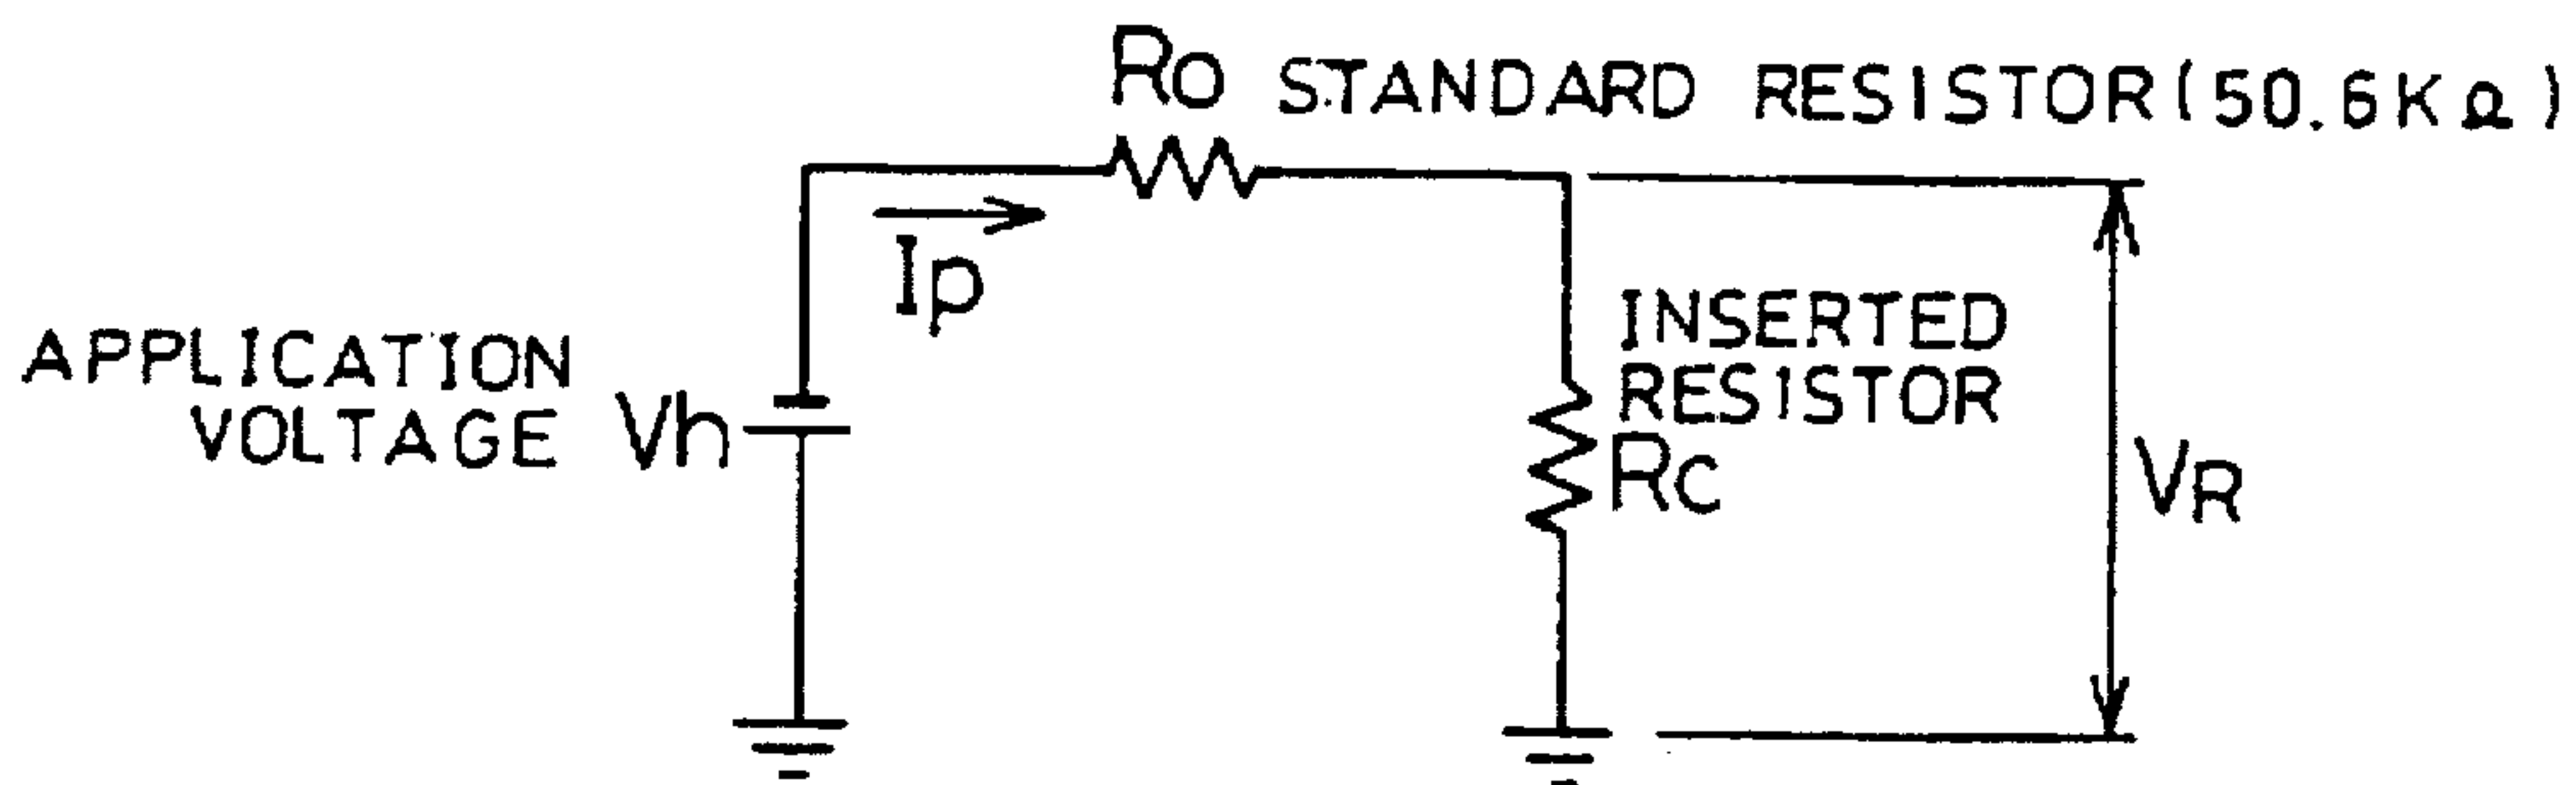 Ro STANDARD RESISTOR(50.6KΩ)
Ip
APPLICATION
VOLTAGE Vh
INSERTED
RESISTOR
Rc
VR